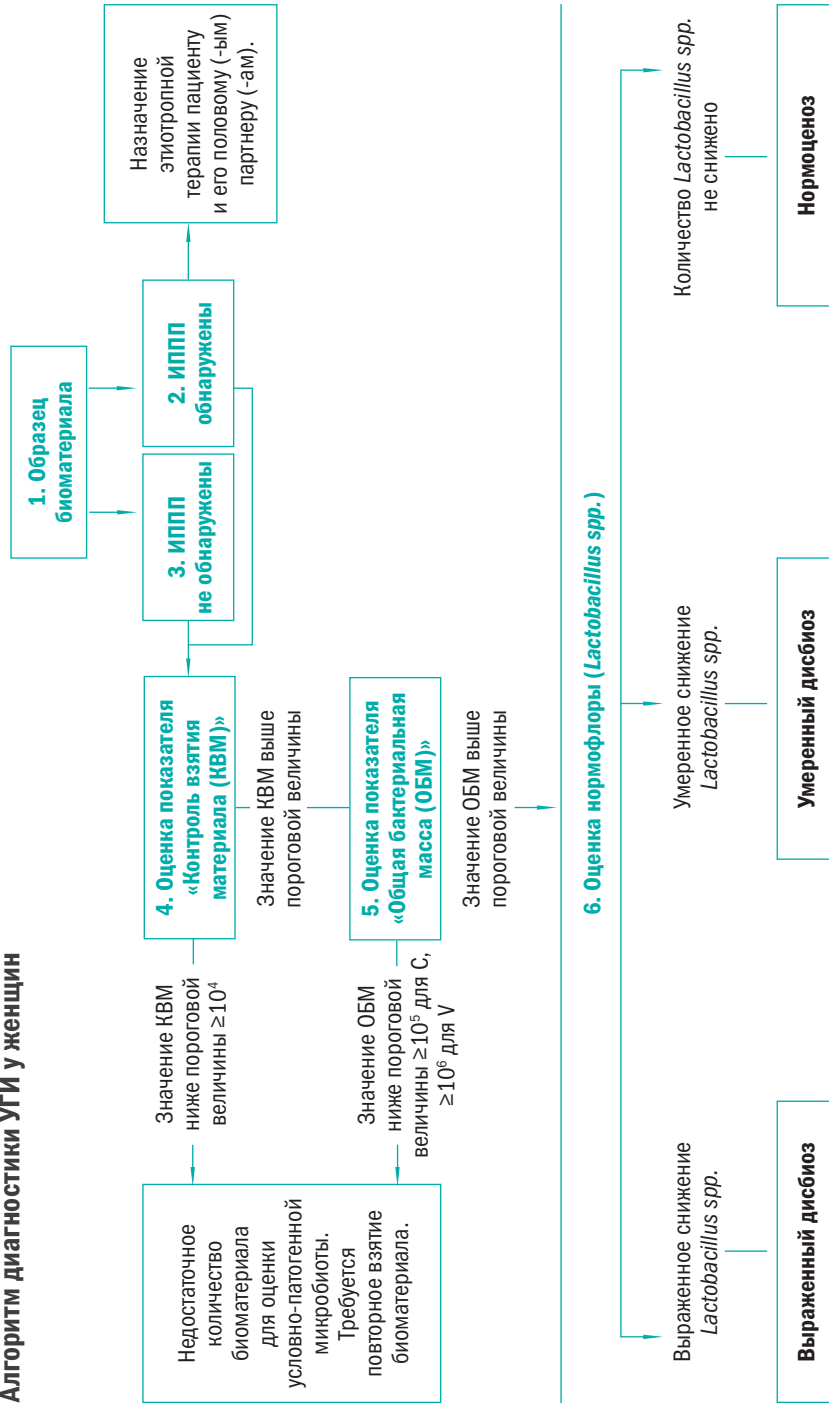 Алгоритм диагностики УГИ у женщин
1. Образец
биоматериала
2. ИППП
обнаружены
Назначение
этиотропной
терапии пациенту
и его половому (-ым)
партнеру (-ам).
3. ИППП
не обнаружены
4. Оценка показателя
«Контроль взятия
материала (КВМ)»
Значение КВМ
ниже пороговой
величины ≥10⁴
Значение КВМ выше
пороговой величины
Недостаточное
количество
биоматериала
для оценки
условно-патогенной
микробиоты.
Требуется
повторное взятие
биоматериала.
5. Оценка показателя
«Общая бактериальная
масса (ОБМ)»
Значение ОБМ
ниже пороговой
величины ≥10⁵ для C,
≥10⁶ для V
Значение ОБМ выше
пороговой величины
6. Оценка нормофлоры (Lactobacillus spp.)
Выраженное снижение
Lactobacillus spp.
Умеренное снижение
Lactobacillus spp.
Количество Lactobacillus spp.
не снижено
Выраженный дисбиоз
Умеренный дисбиоз
Нормоценоз